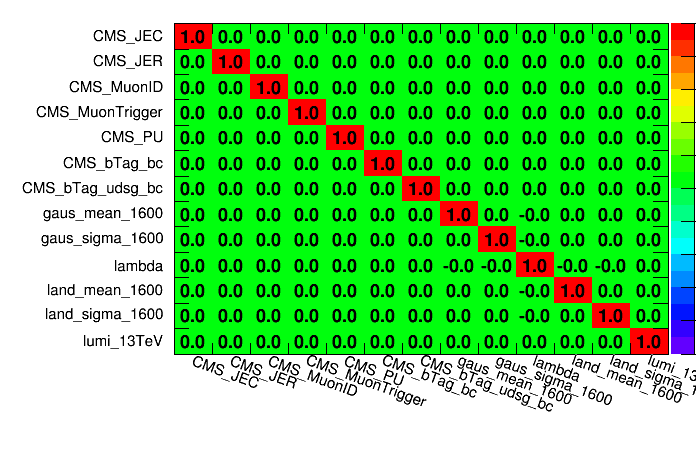 CMS_JEC 1.0 0.0 0.0 0.0 0.0 0.0 0.0 0.0 0.0 0.0 0.0 0.0 0.0
CMS_JER 0.0 1.0 0.0 0.0 0.0 0.0 0.0 0.0 0.0 0.0 0.0 0.0 0.0
CMS_MuonID 0.0 0.0 1.0 0.0 0.0 0.0 0.0 0.0 0.0 0.0 0.0 0.0 0.0
CMS_MuonTrigger 0.0 0.0 0.0 1.0 0.0 0.0 0.0 0.0 0.0 0.0 0.0 0.0 0.0
CMS_PU 0.0 0.0 0.0 0.0 1.0 0.0 0.0 0.0 0.0 0.0 0.0 0.0 0.0
CMS_bTag_bc 0.0 0.0 0.0 0.0 0.0 1.0 0.0 0.0 0.0 0.0 0.0 0.0 0.0
CMS_bTag_udsg_bc 0.0 0.0 0.0 0.0 0.0 0.0 1.0 0.0 0.0 0.0 0.0 0.0 0.0
gaus_mean_1600 0.0 0.0 0.0 0.0 0.0 0.0 0.0 1.0 0.0 -0.0 0.0 0.0 0.0
gaus_sigma_1600 0.0 0.0 0.0 0.0 0.0 0.0 0.0 0.0 1.0 -0.0 0.0 0.0 0.0
lambda 0.0 0.0 0.0 0.0 0.0 0.0 0.0 -0.0 -0.0 1.0 -0.0 -0.0 0.0
land_mean_1600 0.0 0.0 0.0 0.0 0.0 0.0 0.0 0.0 0.0 -0.0 1.0 0.0 0.0
land_sigma_1600 0.0 0.0 0.0 0.0 0.0 0.0 0.0 0.0 0.0 -0.0 0.0 1.0 0.0
lumi_13TeV 0.0 0.0 0.0 0.0 0.0 0.0 0.0 0.0 0.0 0.0 0.0 0.0 1.0
CMS_JEC
CMS_JER
CMS_MuonID
CMS_MuonTrigger
CMS_PU
CMS_bTag_bc
CMS_bTag_udsg_bc
gaus_mean_1600
gaus_sigma_1600
lambda
land_mean_1600
land_sigma_1
lumi_13